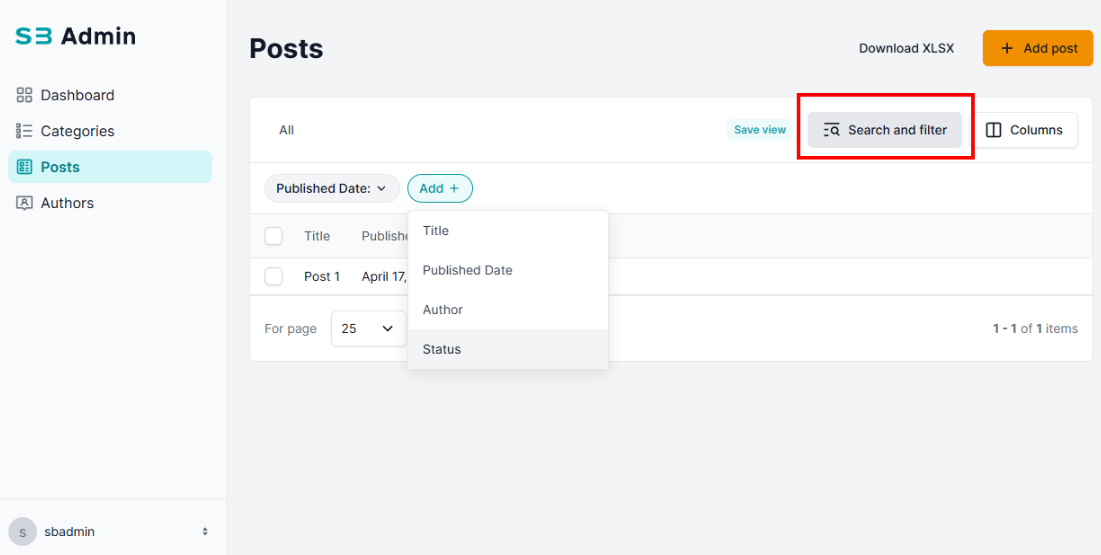 SB Admin
Dashboard
Categories
Posts
Authors
Posts
Download XLSX
+ Add post
All
Save view
Search and filter
Columns
Published Date:
Add +
Title
Published Date
Author
Status
Title
Post 1
April 17,
For page
25
1 - 1 of 1 items
s
sbadmin